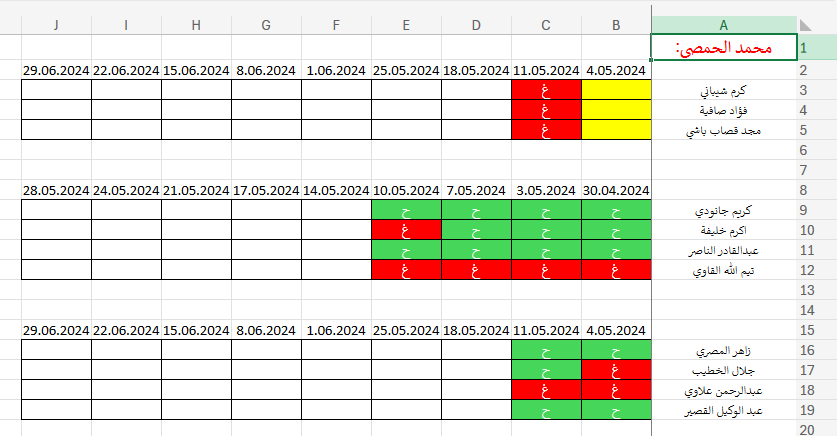 A B C D E F G H I J
1 محمد الحمصي:
2 4.05.2024 11.05.2024 18.05.2024 25.05.2024 1.06.2024 8.06.2024 15.06.2024 22.06.2024 29.06.2024
3 كرم شيباني غ
4 فؤاد صافية غ
5 مجد قصاب باشي غ
6
7
8 30.04.2024 3.05.2024 7.05.2024 10.05.2024 14.05.2024 17.05.2024 21.05.2024 24.05.2024 28.05.2024
9 كريم جانودي ح ح ح ح
10 اكرم خليفة ح ح ح غ
11 عبدالقادر الناصر ح ح ح ح
12 تيم الله القاوي غ غ غ غ
13
14
15 4.05.2024 11.05.2024 18.05.2024 25.05.2024 1.06.2024 8.06.2024 15.06.2024 22.06.2024 29.06.2024
16 زاهر المصري ح ح
17 جلال الخطيب غ ح
18 عبدالرحمن علاوي غ غ
19 عبد الوكيل القصير ح ح
20